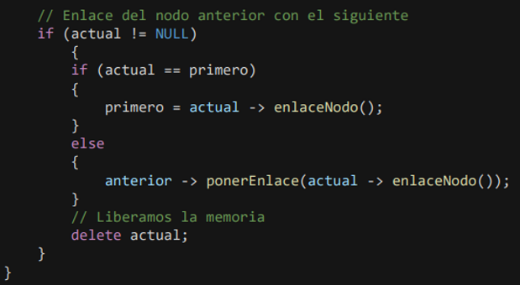 // Enlace del nodo anterior con el siguiente
if (actual != NULL)
{
if (actual == primero)
{
primero = actual -> enlaceNodo();
}
else
{
anterior -> ponerEnlace(actual -> enlaceNodo());
}
// Liberamos la memoria
delete actual;
}
}